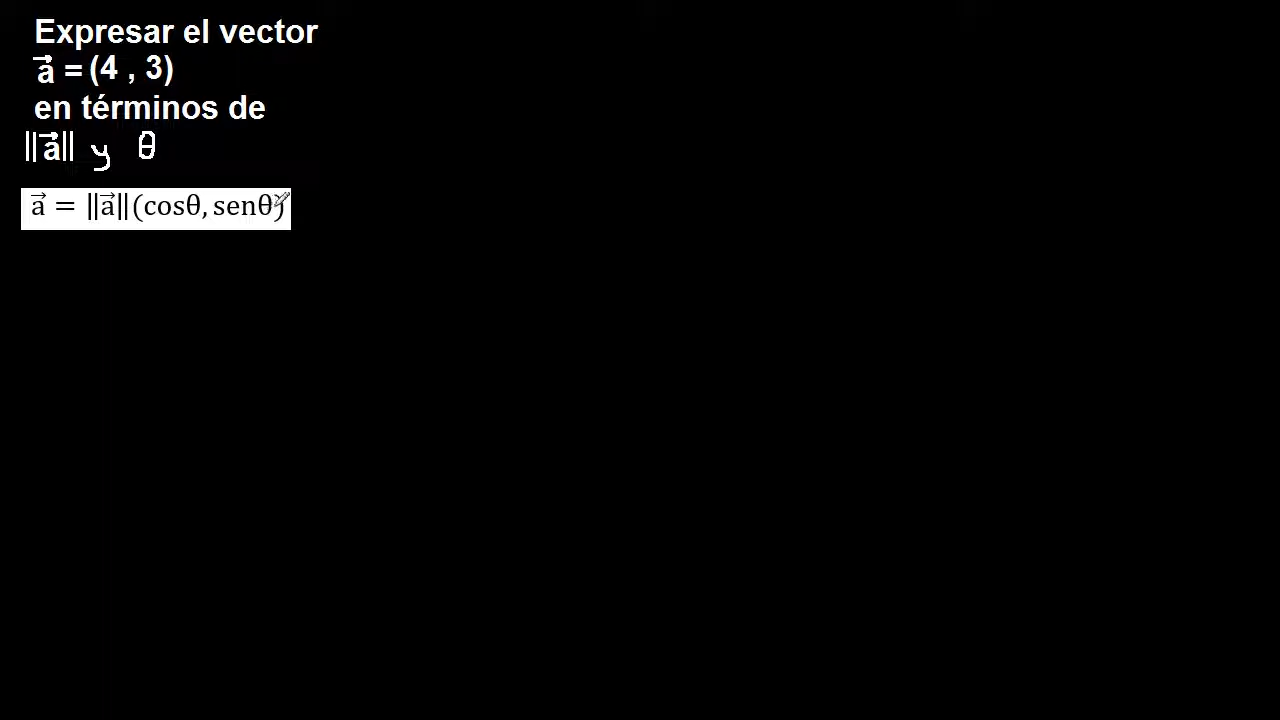 Expresar el vector
a⃗ = (4 , 3)
en términos de
||a⃗|| y θ
a⃗ = ‖a⃗‖(cosθ, senθ)